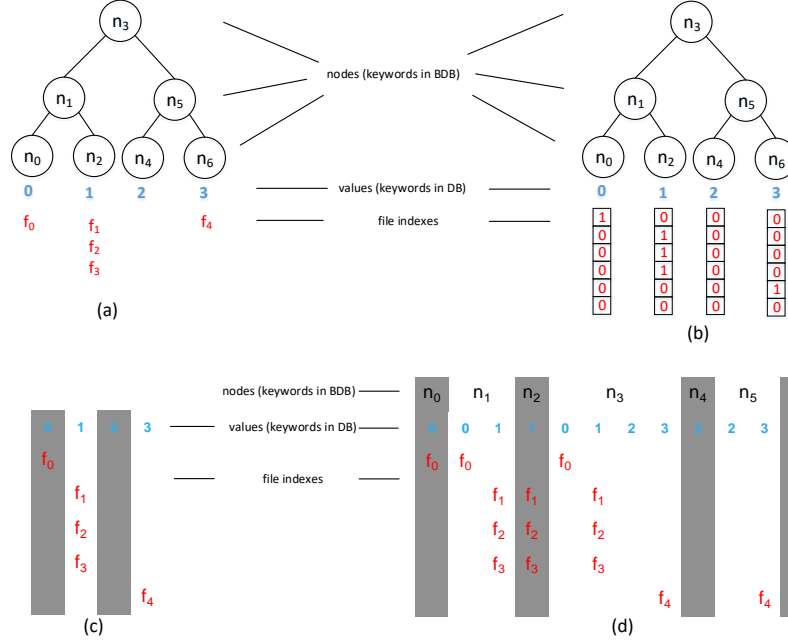 n3
n3
nodes (keywords in BDB)
n1
n5
n1
n5
n0
n2
n4
n6
n0
n2
n4
n6
0
1
2
3
values (keywords in DB)
0
1
2
3
f0
f1
f4
file indexes
1
0
0
0
f2
0
1
0
0
f3
0
1
0
0
0
1
0
0
(a)
0
0
0
1
0
0
0
0
(b)
nodes (keywords in BDB)
n0
n1
n2
n3
n4
n5
0
1
2
3
values (keywords in DB)
0
0
1
1
0
1
2
3
2
2
3
f0
f0
f0
f0
file indexes
f1
f1
f1
f1
f2
f2
f2
f2
f3
f3
f3
f3
f4
f4
f4
(c)
(d)